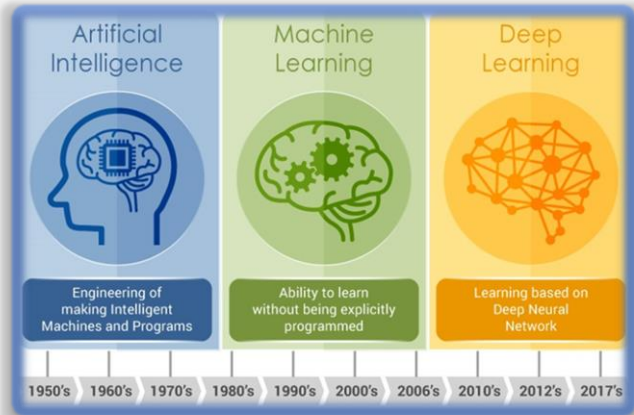 Artificial
Intelligence
Machine
Learning
Deep
Learning
Engineering of
making Intelligent
Machines and Programs
Ability to learn
without being explicitly
programmed
Learning based on
Deep Neural
Network
1950's 1960's 1970's 1980's 1990's 2000's 2006's 2010's 2012's 2017's